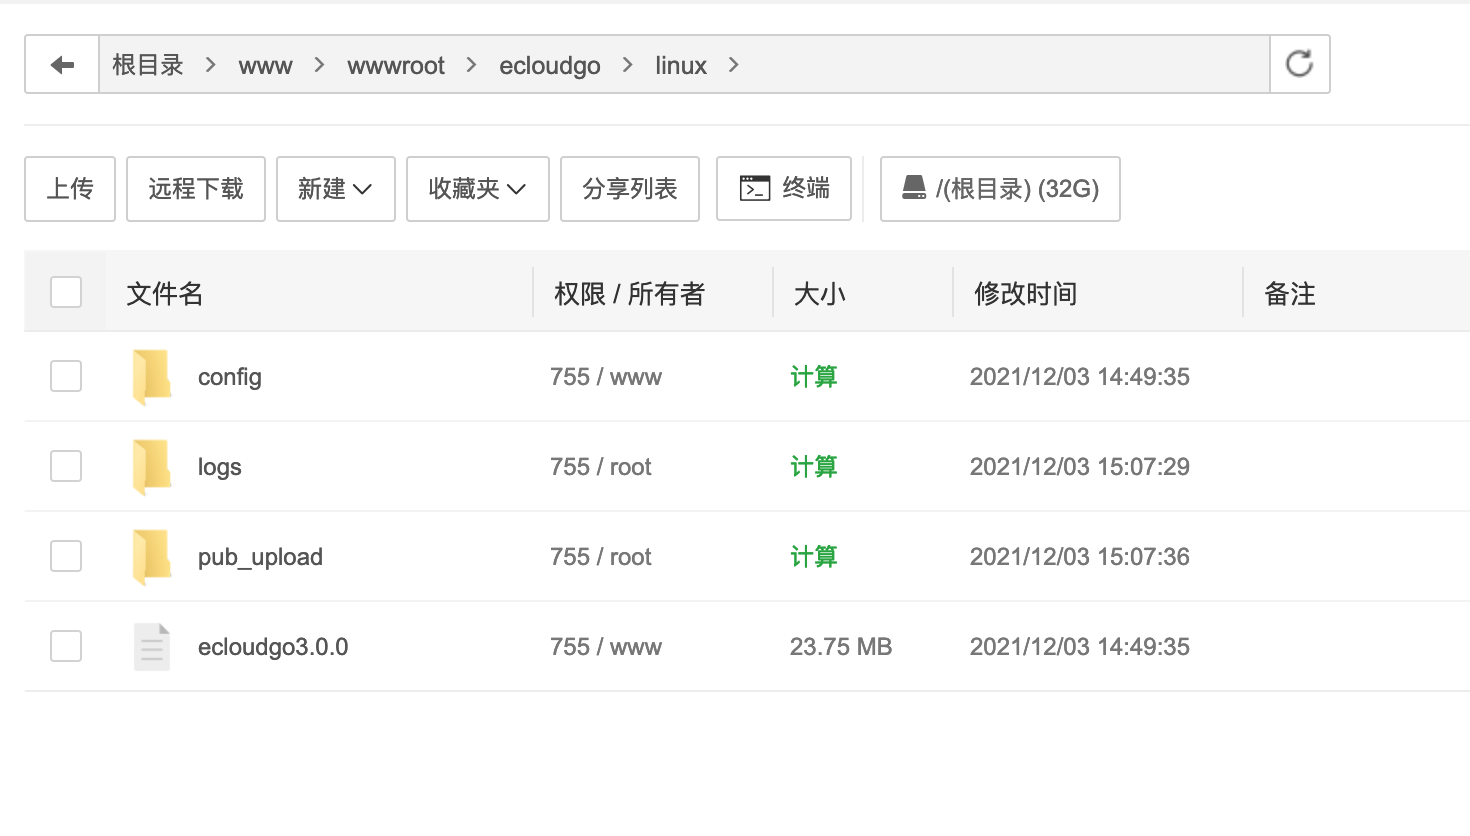 根目录 > www > wwwroot > ecloudgo > linux >
上传 远程下载 新建 收藏夹 分享列表 终端 /(根目录) (32G)
文件名 权限 / 所有者 大小 修改时间 备注
config 755 / www 计算 2021/12/03 14:49:35
logs 755 / root 计算 2021/12/03 15:07:29
pub_upload 755 / root 计算 2021/12/03 15:07:36
ecloudgo3.0.0 755 / www 23.75 MB 2021/12/03 14:49:35